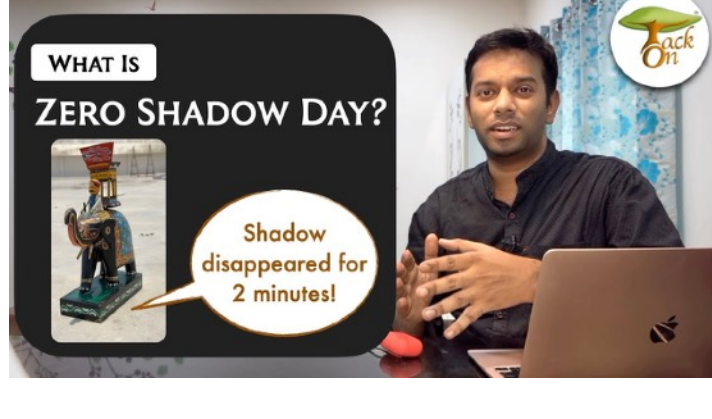 WHAT IS
ZERO SHADOW DAY?
Shadow
disappeared for
2 minutes!
Tack
On